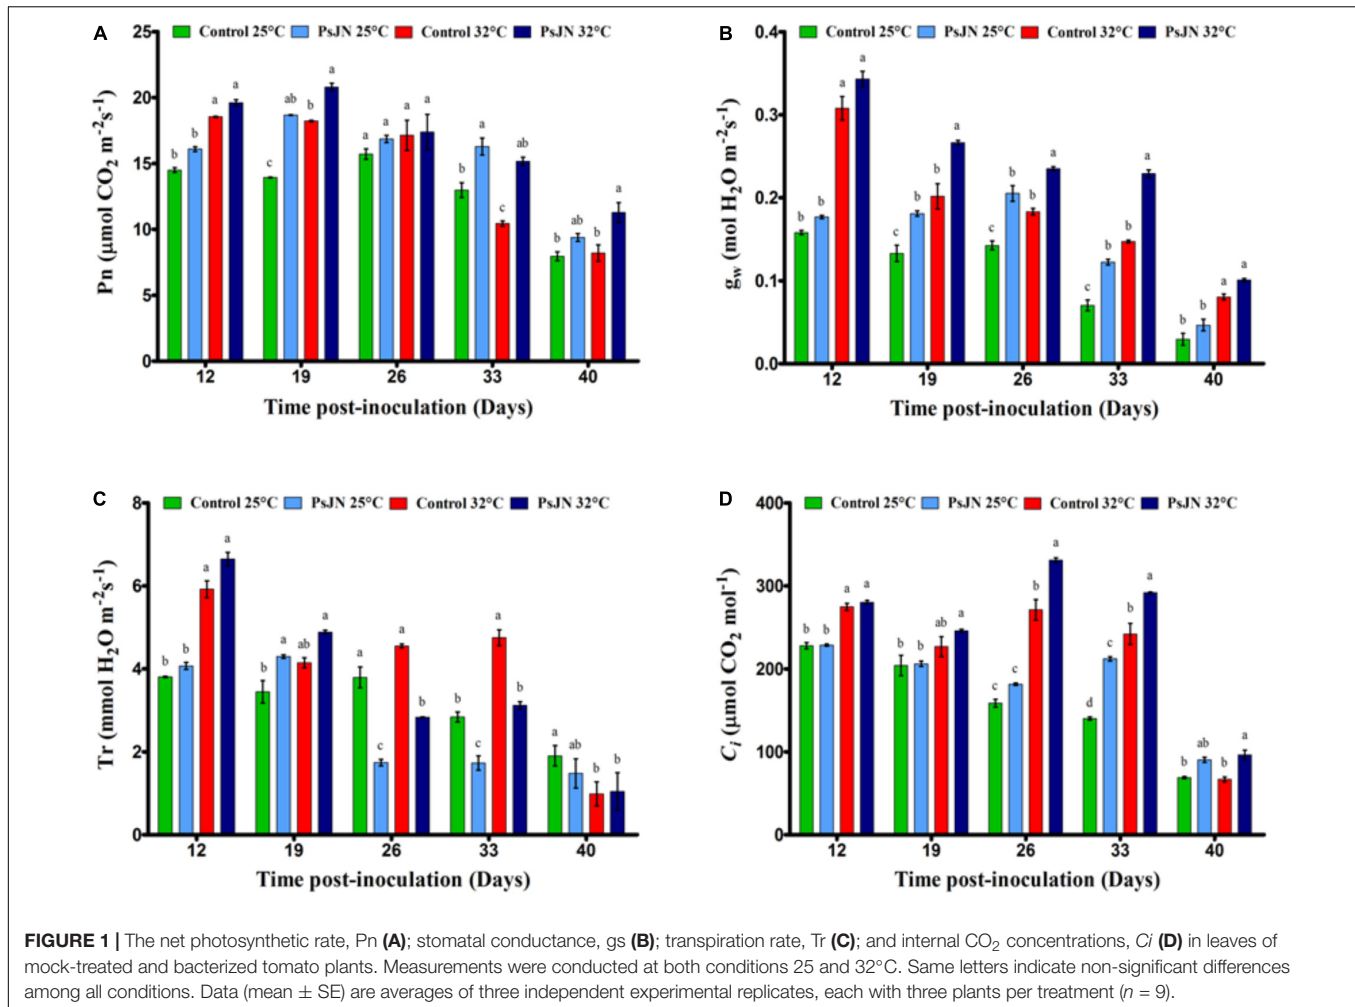 A
Control 25°C PsJN 25°C Control 32°C PsJN 32°C
Pn (µmol CO2 m-2s-1)
25
20
15
10
5
0
b b a a
c ab b a
a a a a
b a c ab
b ab b a
12 19 26 33 40
Time post-inoculation (Days)
B
Control 25°C PsJN 25°C Control 32°C PsJN 32°C
gw (mol H2O m-2s-1)
0.4
0.3
0.2
0.1
0.0
b b a a
c b b a
c b b a
c b b a
b b a a
12 19 26 33 40
Time post-inoculation (Days)
C
Control 25°C PsJN 25°C Control 32°C PsJN 32°C
Tr (mmol H2O m-2s-1)
8
6
4
2
0
b b a a
b a ab a
a c a b
b c a b
a ab b b
12 19 26 33 40
Time post-inoculation (Days)
D
Control 25°C PsJN 25°C Control 32°C PsJN 32°C
Ci (µmol CO2 mol-1)
400
300
200
100
0
b b a a
b b ab a
c c b a
d c b a
b ab b a
12 19 26 33 40
Time post-inoculation (Days)
FIGURE 1 | The net photosynthetic rate, Pn (A); stomatal conductance, gs (B); transpiration rate, Tr (C); and internal CO2 concentrations, Ci (D) in leaves of
mock-treated and bacterized tomato plants. Measurements were conducted at both conditions 25 and 32°C. Same letters indicate non-significant differences
among all conditions. Data (mean ± SE) are averages of three independent experimental replicates, each with three plants per treatment (n = 9).